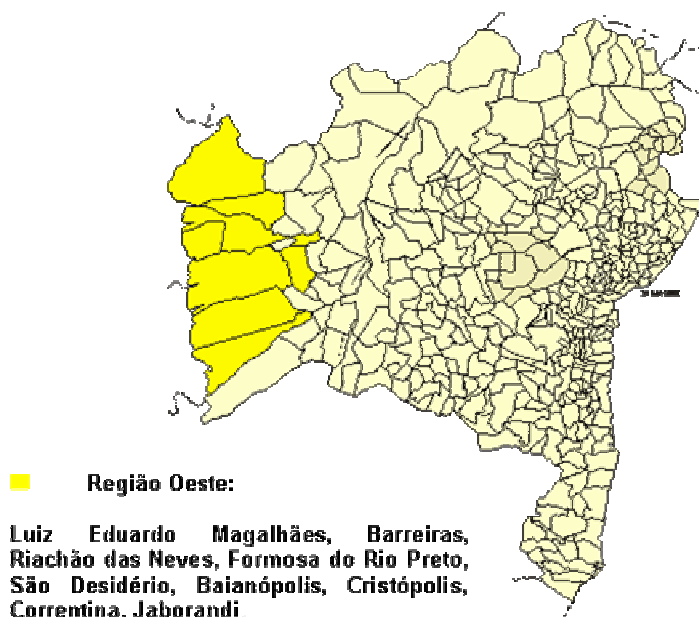 Região Oeste:
Luiz Eduardo Magalhães, Barreiras,
Riachão das Neves, Formosa do Rio Preto,
São Desidério, Baianópolis, Cristópolis,
Correntina, Jaborandi